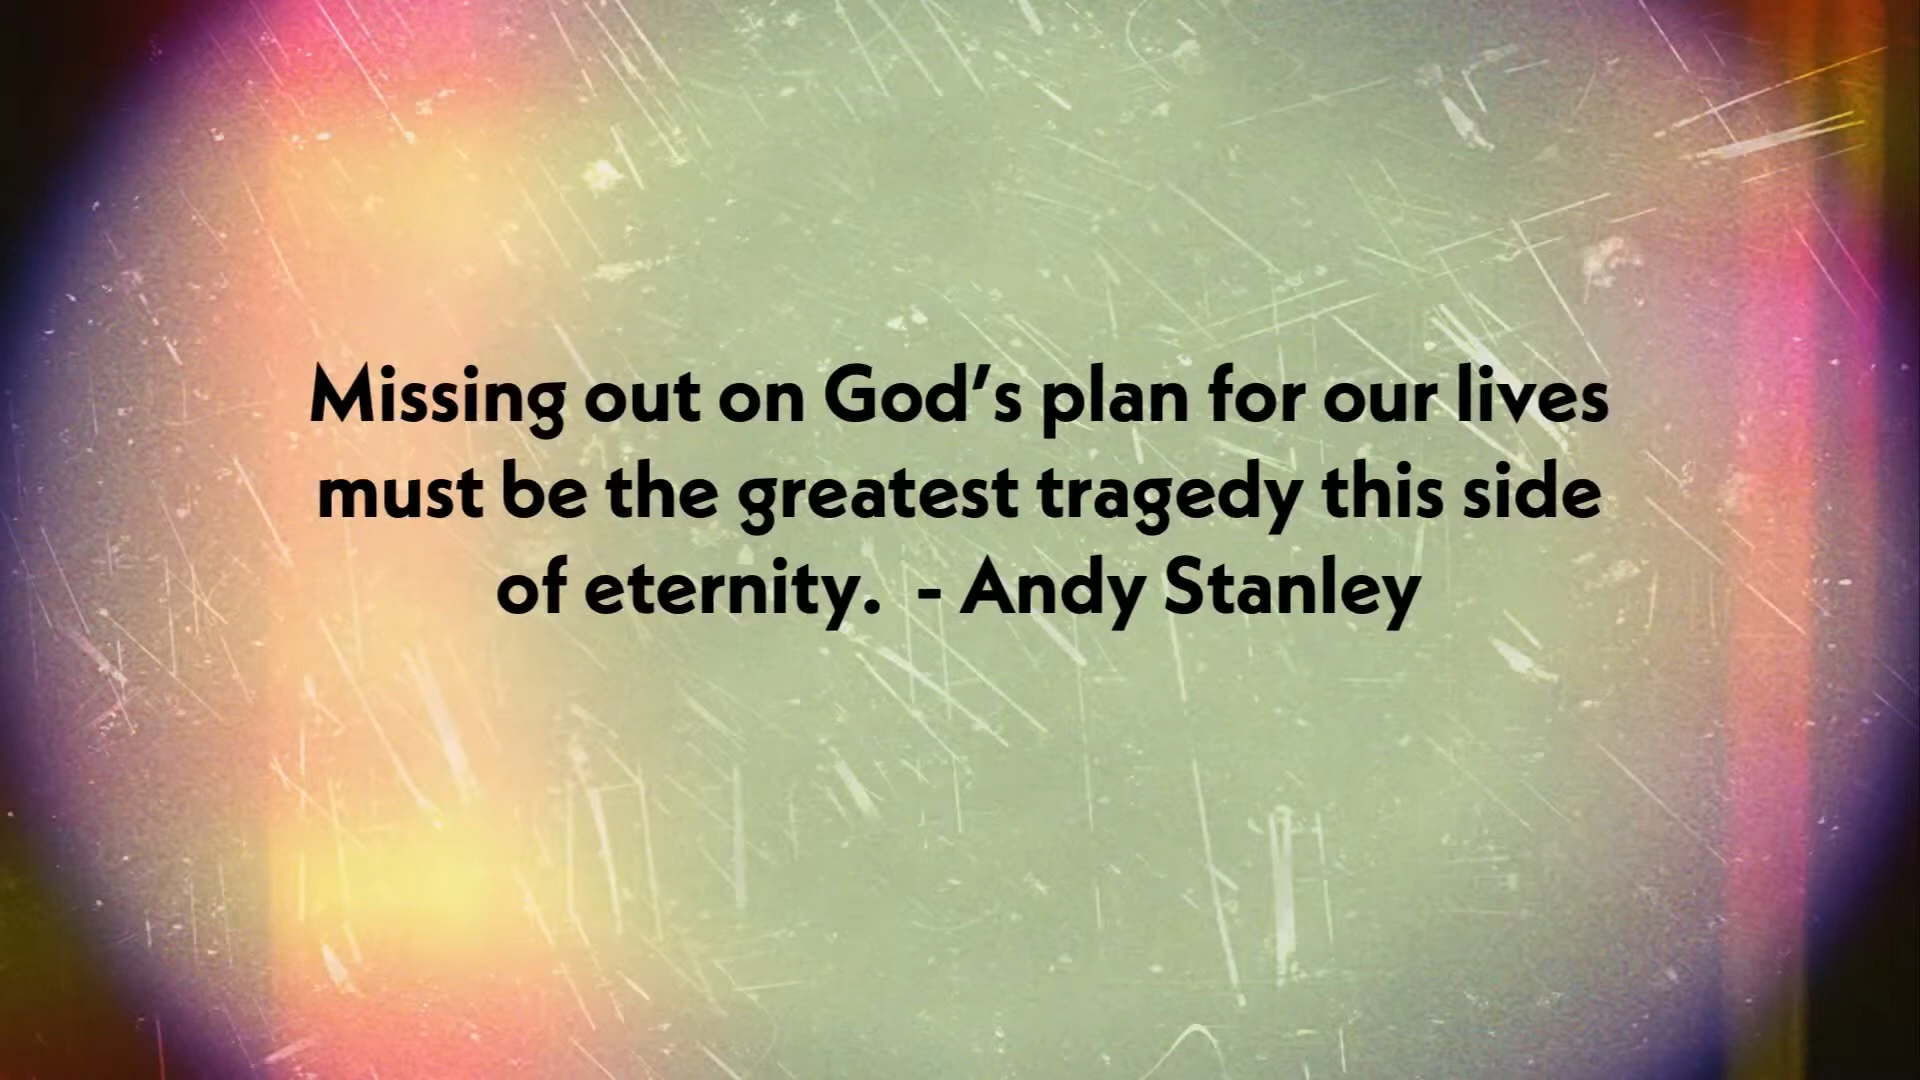 Missing out on God’s plan for our lives
must be the greatest tragedy this side
of eternity.  - Andy Stanley